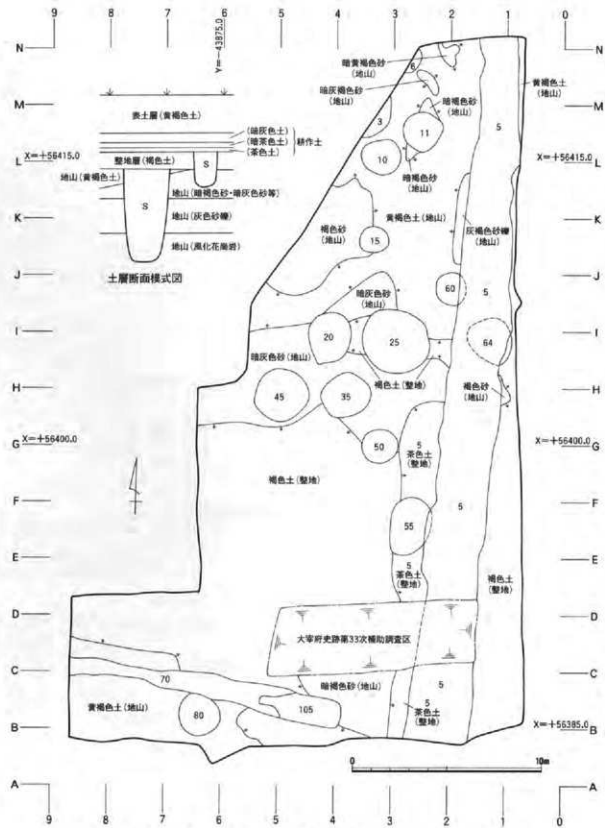 9 8 7 6 5 4 3 2 1 0
Y=-43875.0
N
N
暗黄褐色砂
(地山)
6
黄褐色土
(地山)
暗灰褐色砂
(地山)
M
表土層(黄褐色土)
暗褐色砂
(地山)
M
3
11
5
(暗灰色土)
(暗茶色土)
(茶色土)
耕作土
X=+56415.0
L
整地層(褐色土)
S
10
L
X=+56415.0
地山(黄褐色土)
暗褐色砂
(地山)
S
地山(暗褐色砂・暗灰色砂等)
K
地山(灰色砂礫)
褐色砂
(地山)
黄褐色土(地山)
灰褐色砂礫
(地山)
K
15
地山(風化花崗岩)
J
土層断面模式図
暗灰色砂
(地山)
60
5
J
I
20
25
64
I
暗灰色砂(地山)
H
45
35
褐色土(整地)
褐色砂
(地山)
H
X=+56400.0
G
50
5
茶色土
(整地)
G
X=+56400.0
褐色土(整地)
F
55
5
F
E
5
茶色土
(整地)
褐色土
(整地)
E
D
大宰府史跡第33次補助調査区
D
C
70
暗褐色砂(地山)
5
C
黄褐色土(地山)
80
105
5
茶色土
(整地)
B
X=+56385.0
B
0 10m
A
A
9 8 7 6 5 4 3 2 1 0